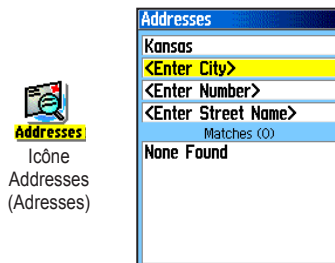 Addresses
Icône
Addresses
(Adresses)
Addresses
Kansas
<Enter City>
<Enter Number>
<Enter Street Name>
Matches (0)
None Found